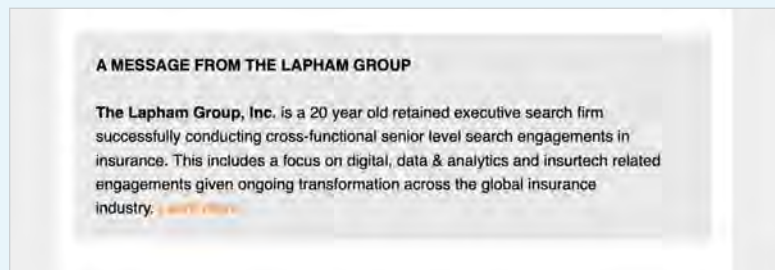 A MESSAGE FROM THE LAPHAM GROUP
The Lapham Group, Inc. is a 20 year old retained executive search firm
successfully conducting cross-functional senior level search engagements in
insurance. This includes a focus on digital, data & analytics and insurtech related
engagements given ongoing transformation across the global insurance
industry.